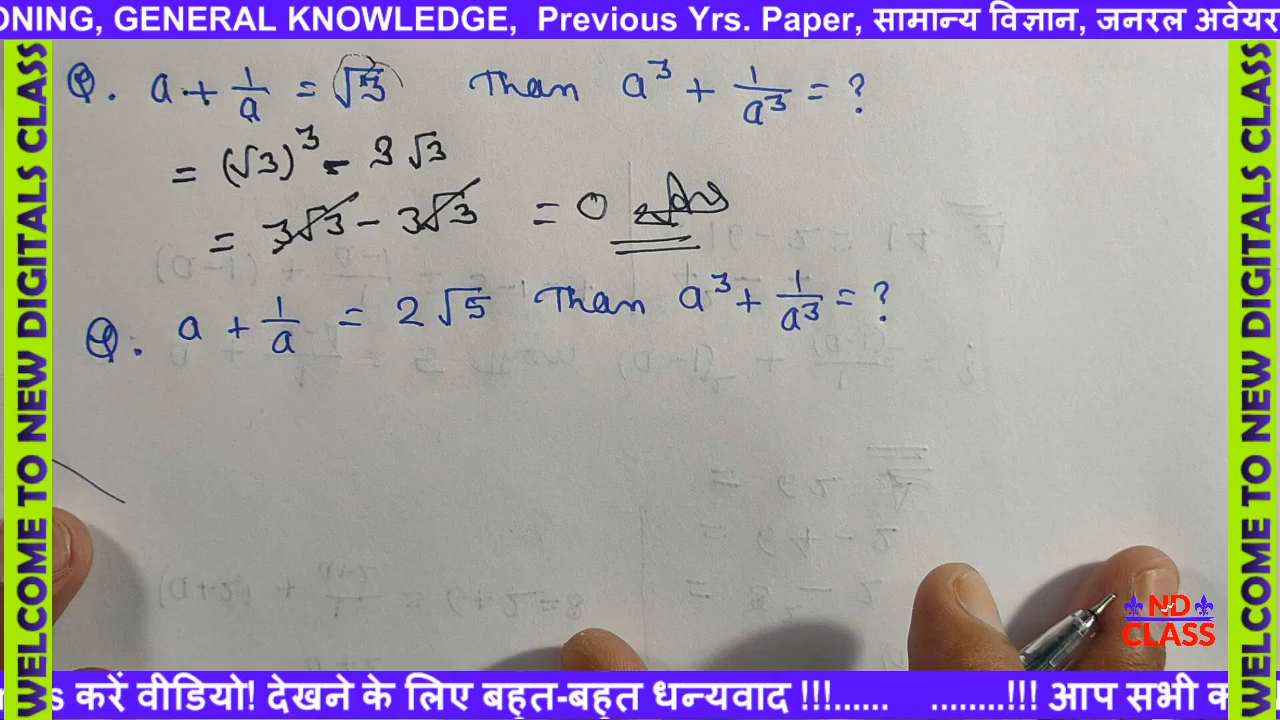 ONING, GENERAL KNOWLEDGE, Previous Yrs. Paper, सामान्य विज्ञान, जनरल अवेयर
WELCOME TO NEW DIGITALS CLASS
Q. a + 1/a = √3 Than a³ + 1/a³ = ?
= (√3)³ - 3√3
= 3√3 - 3√3 = 0 Ans
Q. a + 1/a = 2√5 Than a³ + 1/a³ = ?
ND
CLASS
WELCOME TO NEW DIGITALS CLASS
करें वीडियो! देखने के लिए बहुत-बहुत धन्यवाद !!!...... ........!!! आप सभी